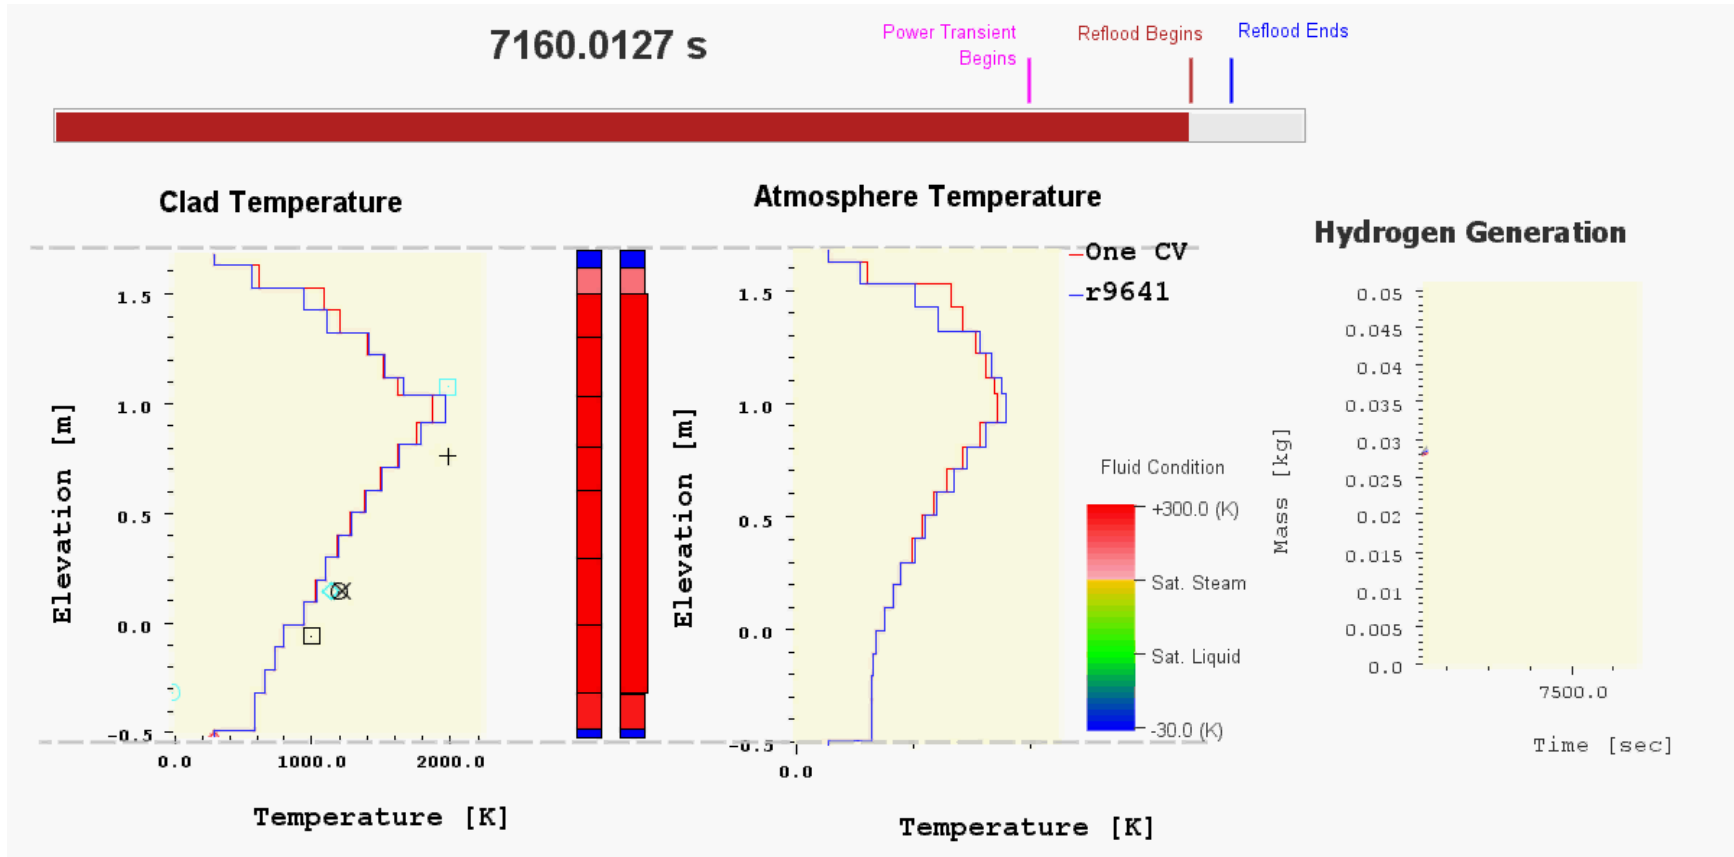 7160.0127 s
Power Transient
Begins
Reflood Begins
Reflood Ends
Clad Temperature
Atmosphere Temperature
Hydrogen Generation
Elevation [m]
1.5
1.0
0.5
0.0
-0.5
0.0
1000.0
2000.0
Temperature [K]
Elevation [m]
1.5
1.0
0.5
0.0
-0.5
0.0
Temperature [K]
One CV
r9641
Fluid Condition
+300.0 (K)
Sat. Steam
Sat. Liquid
-30.0 (K)
Mass [kg]
0.05
0.045
0.04
0.035
0.03
0.025
0.02
0.015
0.01
0.005
0.0
7500.0
Time [sec]